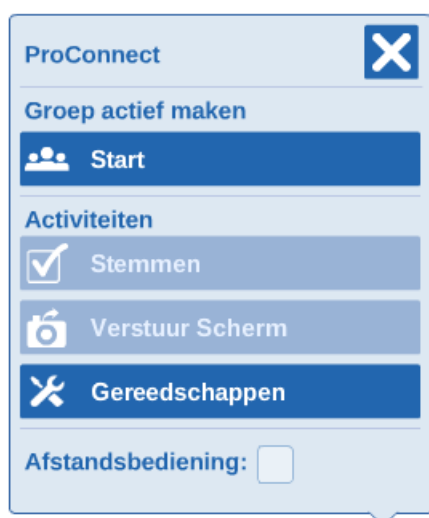 ProConnect
Groep actief maken
Start
Activiteiten
Stemmen
Verstuur Scherm
Gereedschappen
Afstandsbediening: